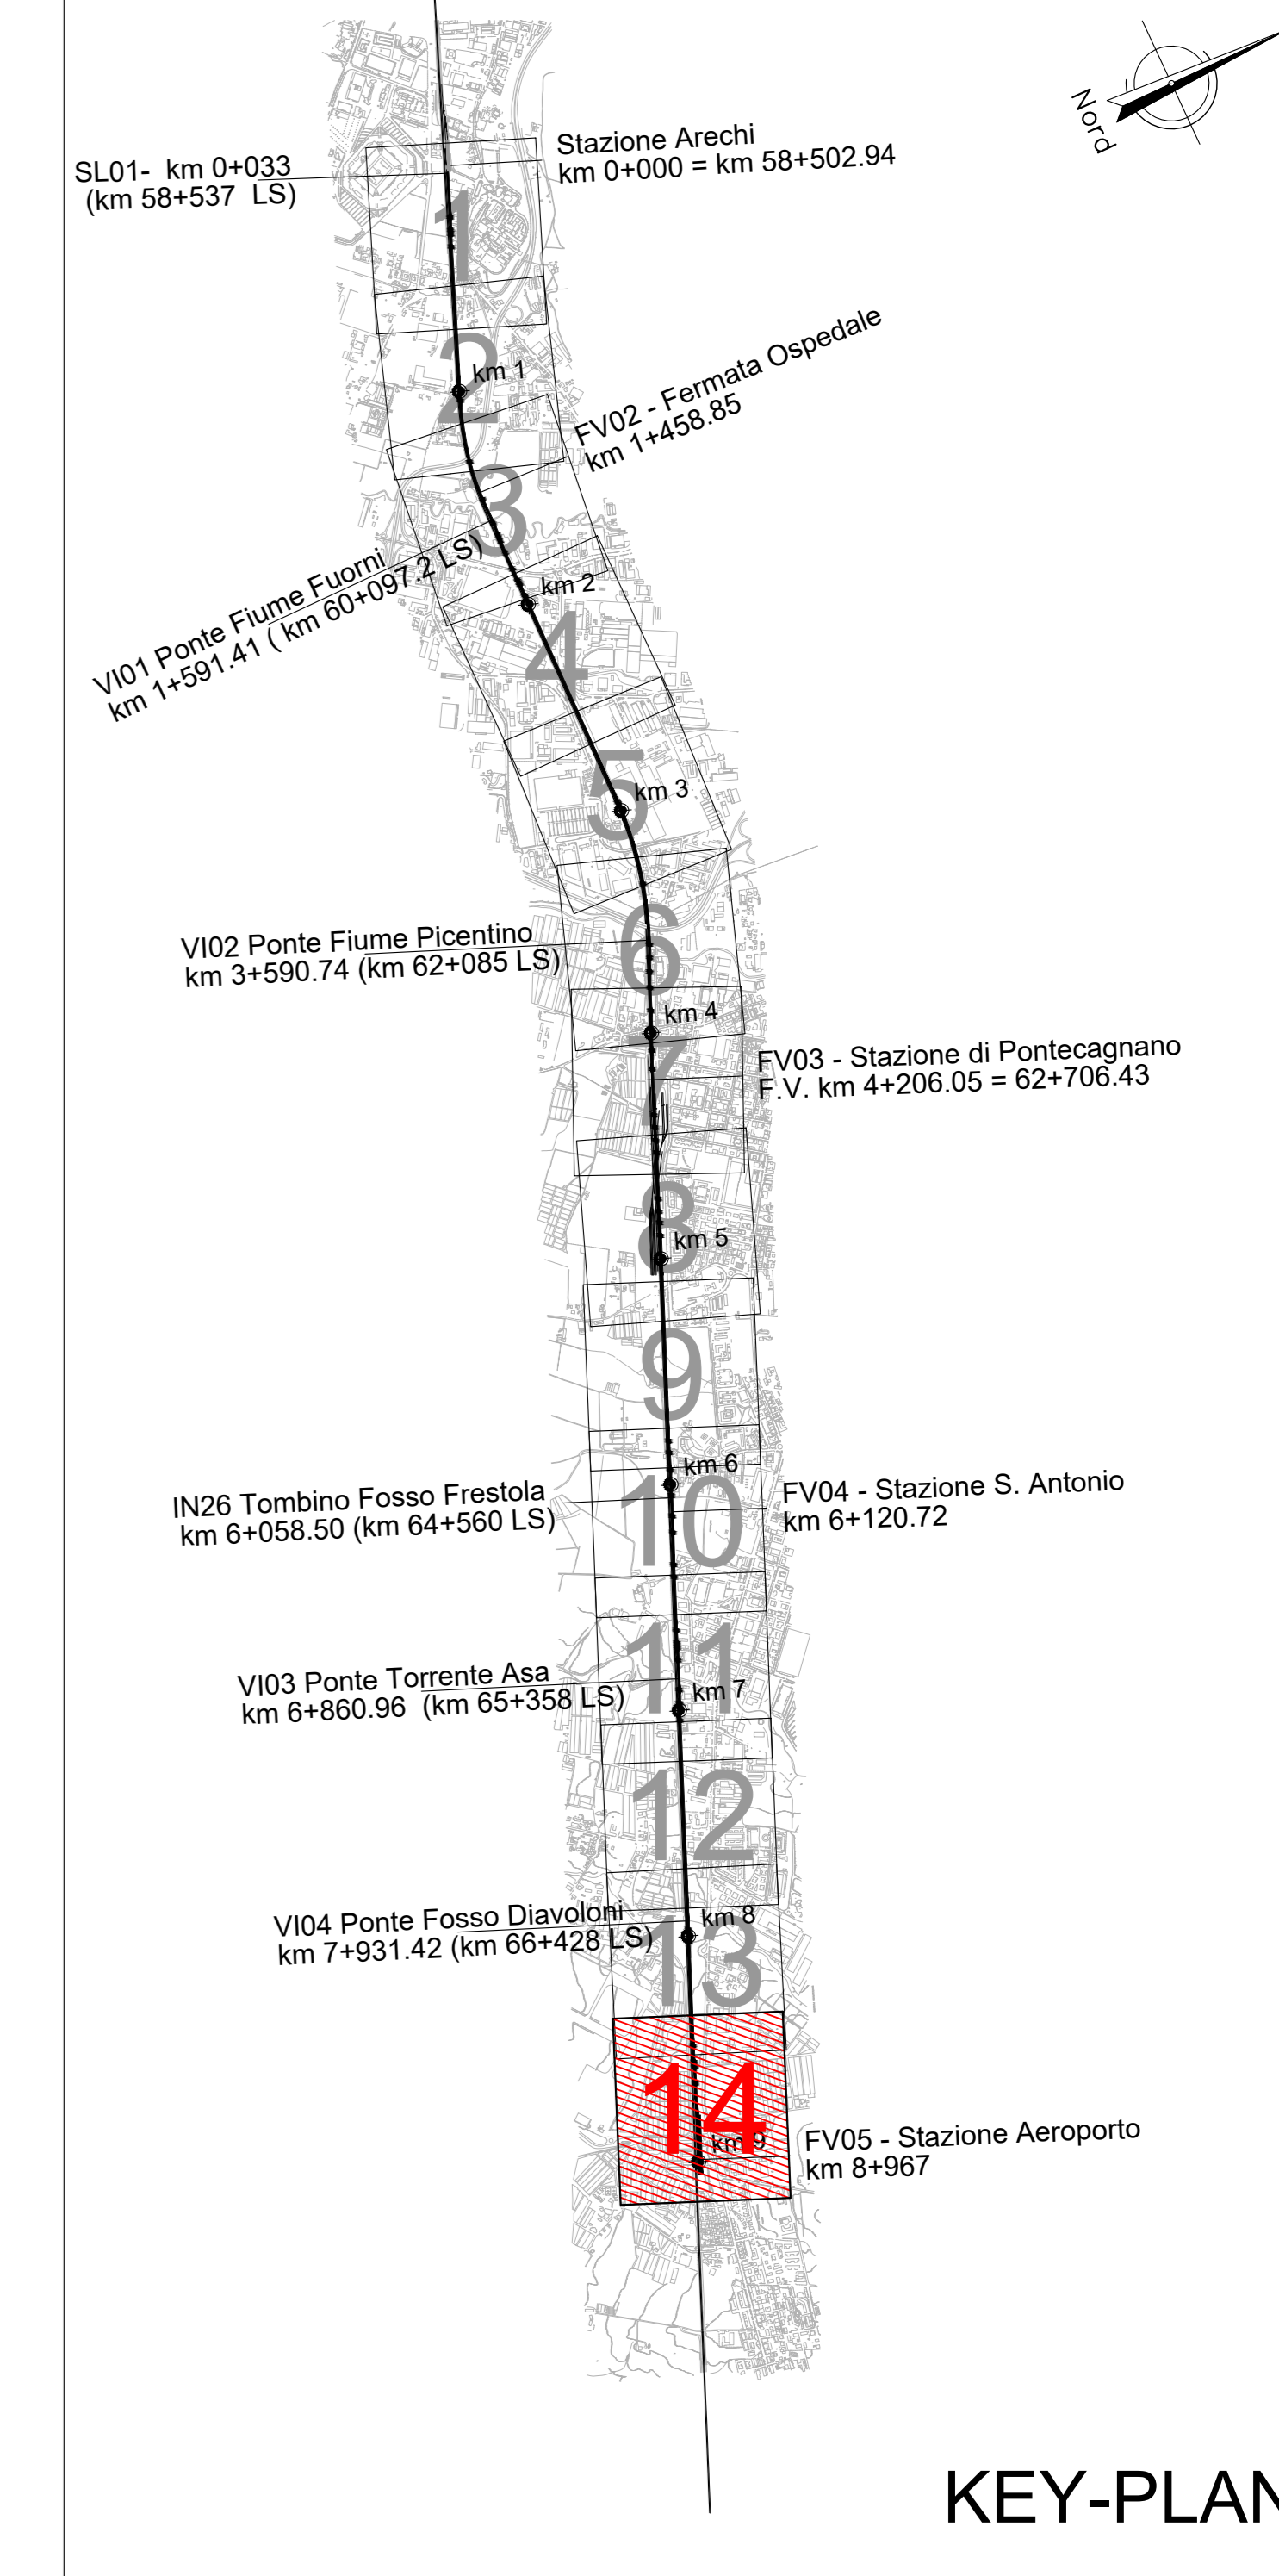 Nord
Stazione Arechi
km 0+000 = km 58+502.94
SL01- km 0+033
(km 58+537 LS)
1
2
km 1
FV02 - Fermata Ospedale
km 1+458.85
3
VI01 Ponte Fiume Fuorni
km 1+591.41 ( km 60+097.2 LS)
km 2
4
5
km 3
VI02 Ponte Fiume Picentino
km 3+590.74 (km 62+085 LS)
6
km 4
7
FV03 - Stazione di Pontecagnano
F.V. km 4+206.05 = 62+706.43
8
km 5
9
km 6
IN26 Tombino Fosso Frestola
km 6+058.50 (km 64+560 LS)
10
FV04 - Stazione S. Antonio
km 6+120.72
11
VI03 Ponte Torrente Asa
km 6+860.96 (km 65+358 LS)
km 7
12
VI04 Ponte Fosso Diavoloni
km 7+931.42 (km 66+428 LS)
km 8
13
14
km 9
FV05 - Stazione Aeroporto
km 8+967
KEY-PLAN